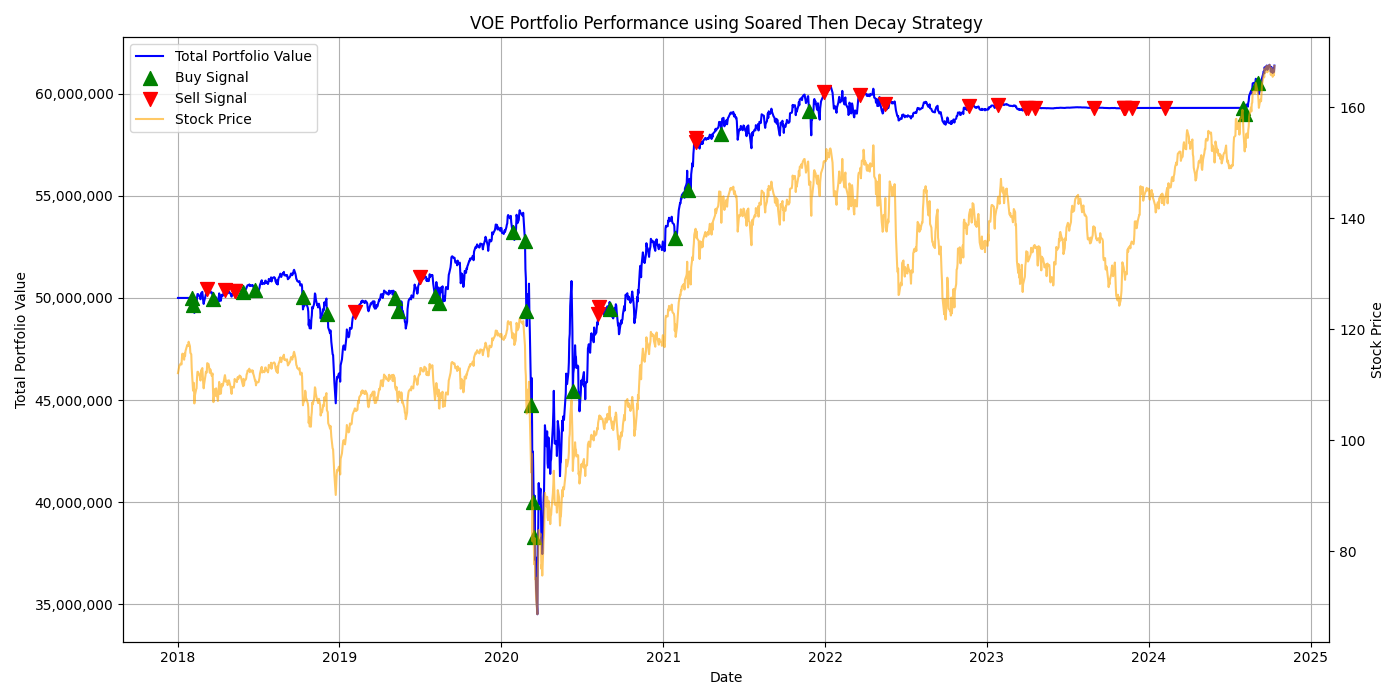 VOE Portfolio Performance using Soared Then Decay Strategy
Total Portfolio Value
Buy Signal
Sell Signal
Stock Price
60,000,000
55,000,000
50,000,000
45,000,000
40,000,000
35,000,000
Total Portfolio Value
160
140
120
100
80
Stock Price
2018
2019
2020
2021
2022
2023
2024
2025
Date